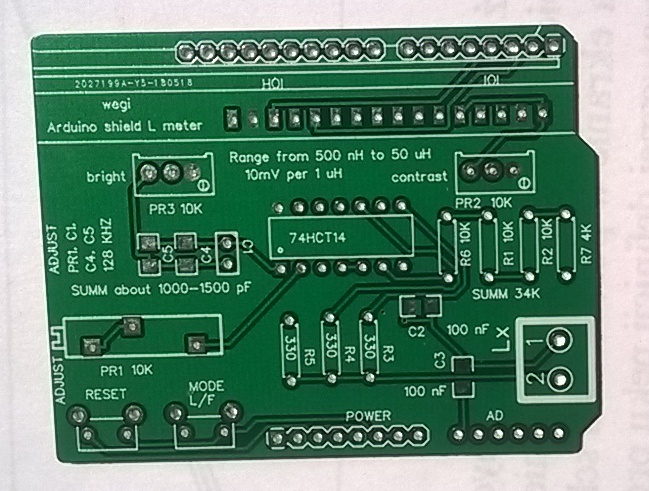 2027199A-Y5-180518
IOH
IOL
wegi
Arduino shield L meter
Range from 500 nH to 50 uH
10mV per 1 uH
bright
PR3 10K
contrast
PR2 10K
ADJUST
PR1. C1.
C4. C5
128 KHZ
C5
C4
C1
74HCT14
R6 10K
R1 10K
R2 10K
R7 4K
SUMM about 1000-1500 pF
SUMM 34K
ADJUST
PR1 10K
330 R5
330 R4
330 R3
C2
100 nF
C3
100 nF
LX
1
2
RESET
MODE
L/F
POWER
AD